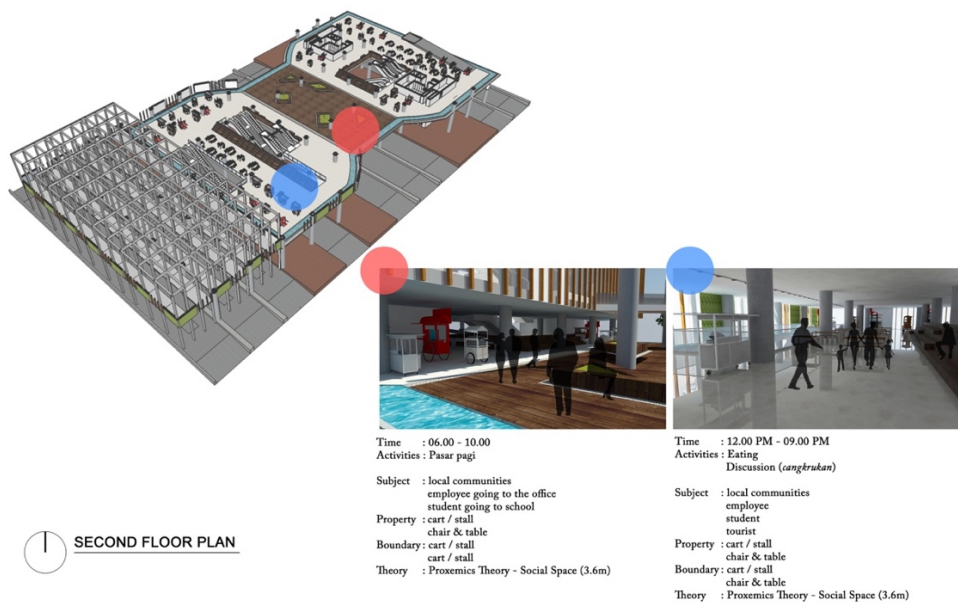 Time : 06.00 - 10.00
Activities : Pasar pagi
Subject : local communities
employee going to the office
student going to school
Property : cart / stall
chair & table
Boundary : cart / stall
cart / stall
Theory : Proxemics Theory - Social Space (3.6m)
Time : 12.00 PM - 09.00 PM
Activities : Eating
Discussion (cangkrukan)
Subject : local communities
employee
student
tourist
Property : cart / stall
chair & table
Boundary : cart / stall
chair & table
Theory : Proxemics Theory - Social Space (3.6m)
SECOND FLOOR PLAN